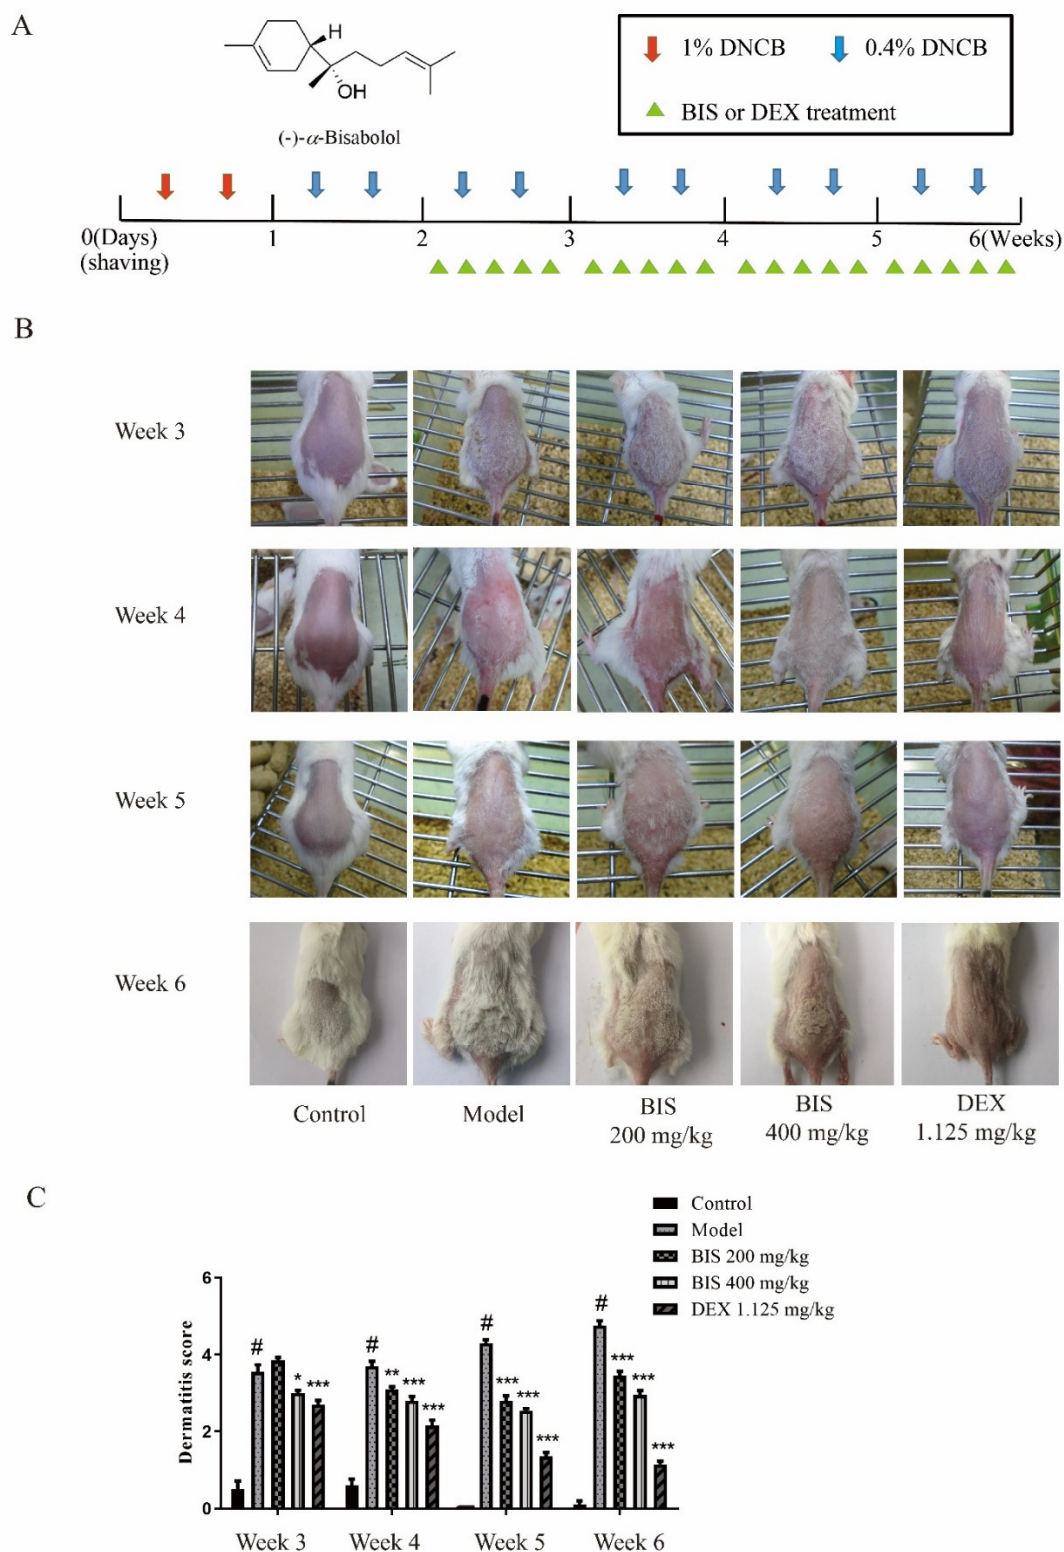 A
H
OH
(-)-α-Bisabolol
1% DNCB
0.4% DNCB
BIS or DEX treatment
0(Days)
(shaving)
1
2
3
4
5
6(Weeks)
B
Week 3
Week 4
Week 5
Week 6
Control
Model
BIS
200 mg/kg
BIS
400 mg/kg
DEX
1.125 mg/kg
C
Control
Model
BIS 200 mg/kg
BIS 400 mg/kg
DEX 1.125 mg/kg
Dermatitis score
6
4
2
0
#
*
***
#
**
***
***
#
***
***
***
#
***
***
***
Week 3
Week 4
Week 5
Week 6